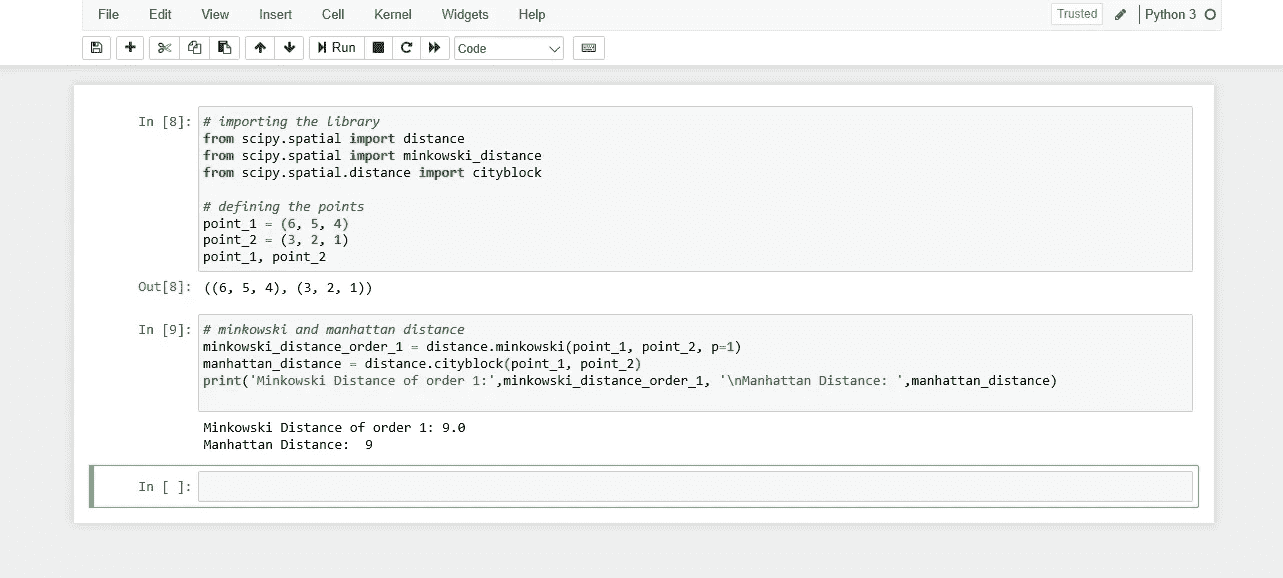 File Edit View Insert Cell Kernel Widgets Help Trusted Python 3
Run Code
In [8]: # importing the library
from scipy.spatial import distance
from scipy.spatial import minkowski_distance
from scipy.spatial.distance import cityblock
# defining the points
point_1 = (6, 5, 4)
point_2 = (3, 2, 1)
point_1, point_2
Out[8]: ((6, 5, 4), (3, 2, 1))
In [9]: # minkowski and manhattan distance
minkowski_distance_order_1 = distance.minkowski(point_1, point_2, p=1)
manhattan_distance = distance.cityblock(point_1, point_2)
print('Minkowski Distance of order 1:',minkowski_distance_order_1, '\nManhattan Distance: ',manhattan_distance)
Minkowski Distance of order 1: 9.0
Manhattan Distance:  9
In [ ]: